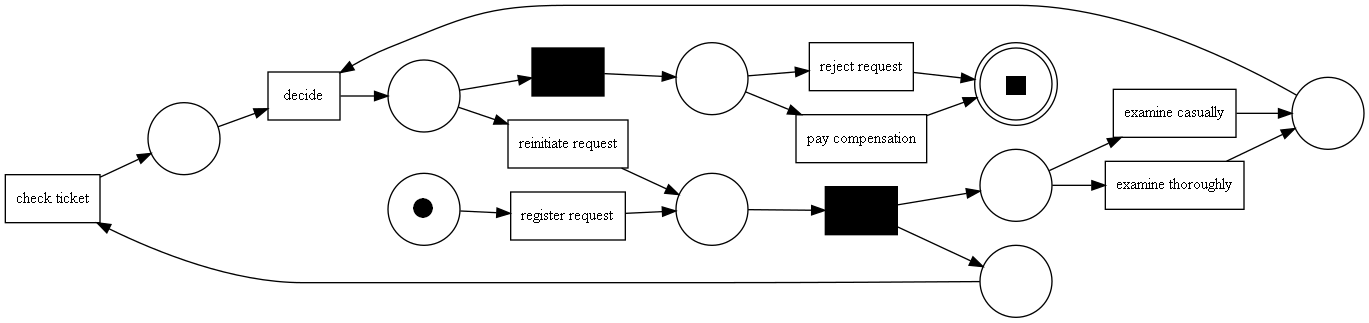 decide
reject request
examine casually
reinitiate request
pay compensation
check ticket
register request
examine thoroughly